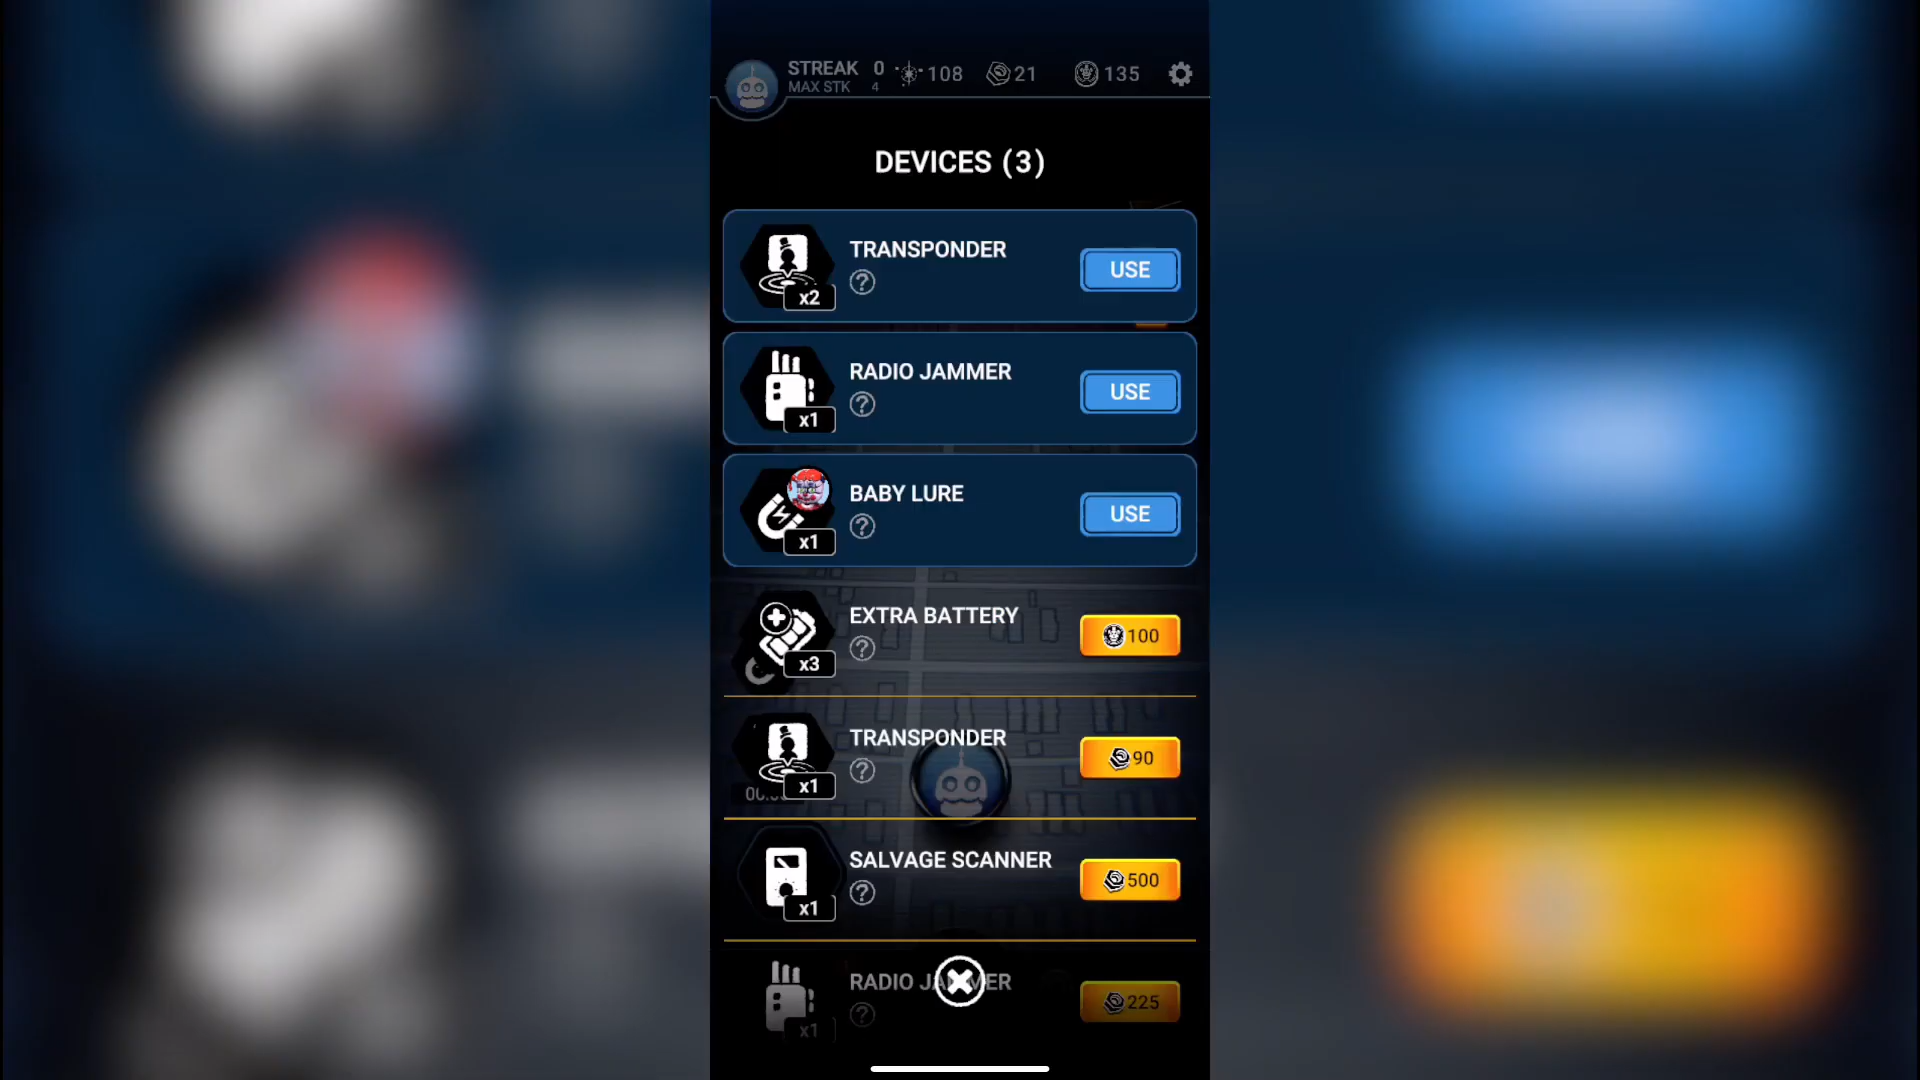 STREAK 0 108 21 135
MAX STK 4
DEVICES (3)
TRANSPONDER
x2
USE
RADIO JAMMER
x1
USE
BABY LURE
x1
USE
EXTRA BATTERY
x3
100
TRANSPONDER
x1
90
SALVAGE SCANNER
x1
500
RADIO JAMMER
x1
225